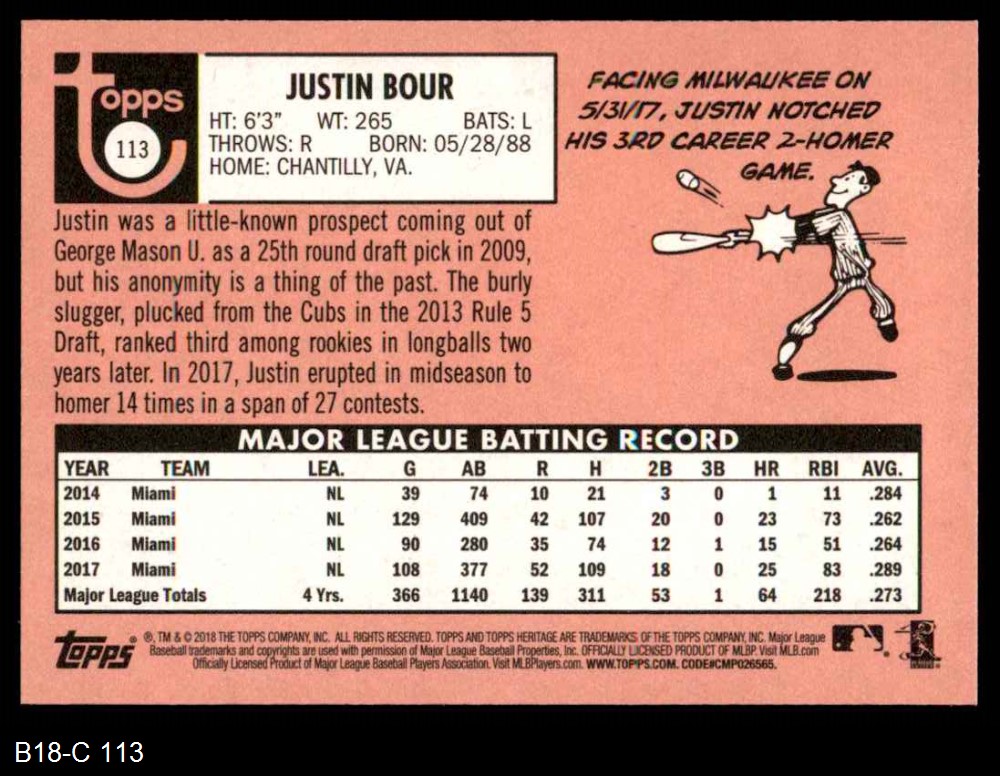 Topps
113
JUSTIN BOUR
HT: 6'3" WT: 265 BATS: L
THROWS: R BORN: 05/28/88
HOME: CHANTILLY, VA.
FACING MILWAUKEE ON
5/31/17, JUSTIN NOTCHED
HIS 3RD CAREER 2-HOMER
GAME.
Justin was a little-known prospect coming out of
George Mason U. as a 25th round draft pick in 2009,
but his anonymity is a thing of the past. The burly
slugger, plucked from the Cubs in the 2013 Rule 5
Draft, ranked third among rookies in longballs two
years later. In 2017, Justin erupted in midseason to
homer 14 times in a span of 27 contests.
MAJOR LEAGUE BATTING RECORD
YEAR TEAM LEA. G AB R H 2B 3B HR RBI AVG.
2014 Miami NL 39 74 10 21 3 0 1 11 .284
2015 Miami NL 129 409 42 107 20 0 23 73 .262
2016 Miami NL 90 280 35 74 12 1 15 51 .264
2017 Miami NL 108 377 52 109 18 0 25 83 .289
Major League Totals 4 Yrs. 366 1140 139 311 53 1 64 218 .273
Topps ® ®, TM & © 2018 THE TOPPS COMPANY, INC. ALL RIGHTS RESERVED. TOPPS AND TOPPS HERITAGE ARE TRADEMARKS OF THE TOPPS COMPANY, INC. Major League
Baseball trademarks and copyrights are used with permission of Major League Baseball Properties, Inc. OFFICIALLY LICENSED PRODUCT OF MLBP. Visit MLB.com
Officially Licensed Product of Major League Baseball Players Association. Visit MLBPlayers.com. WWW.TOPPS.COM. CODE#CMP026565.
B18-C 113